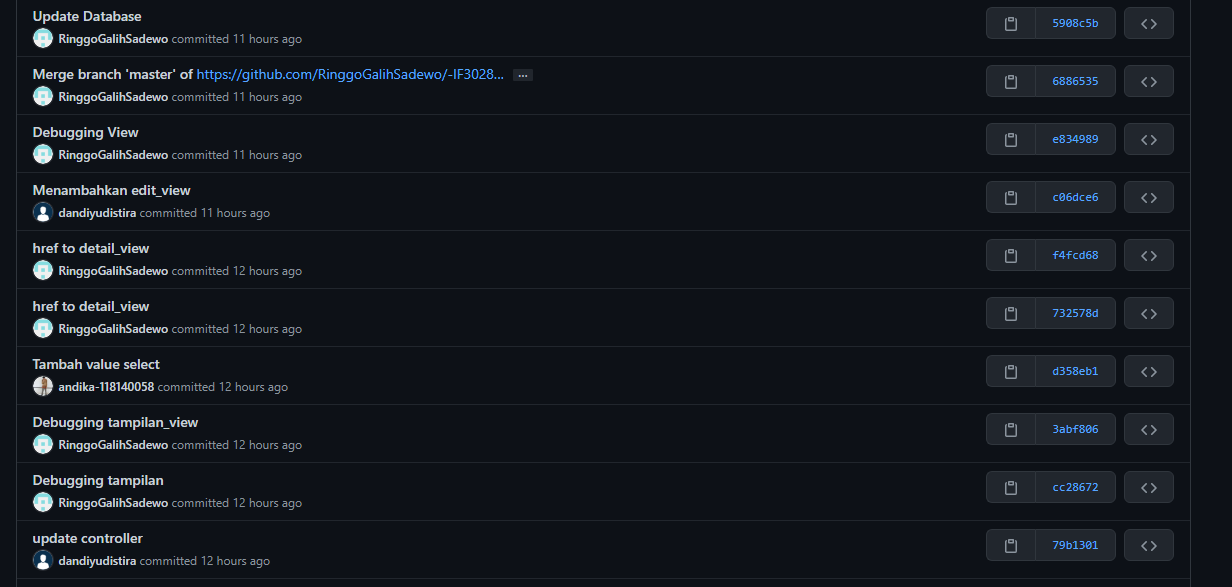 Update Database
RinggoGalihSadewo committed 11 hours ago
5908c5b
Merge branch 'master' of https://github.com/RinggoGalihSadewo/-IF3028... ...
RinggoGalihSadewo committed 11 hours ago
6886535
Debugging View
RinggoGalihSadewo committed 11 hours ago
e834989
Menambahkan edit_view
dandiyudistira committed 11 hours ago
c06dce6
href to detail_view
RinggoGalihSadewo committed 12 hours ago
f4fcd68
href to detail_view
RinggoGalihSadewo committed 12 hours ago
732578d
Tambah value select
andika-118140058 committed 12 hours ago
d358eb1
Debugging tampilan_view
RinggoGalihSadewo committed 12 hours ago
3abf806
Debugging tampilan
RinggoGalihSadewo committed 12 hours ago
cc28672
update controller
dandiyudistira committed 12 hours ago
79b1301